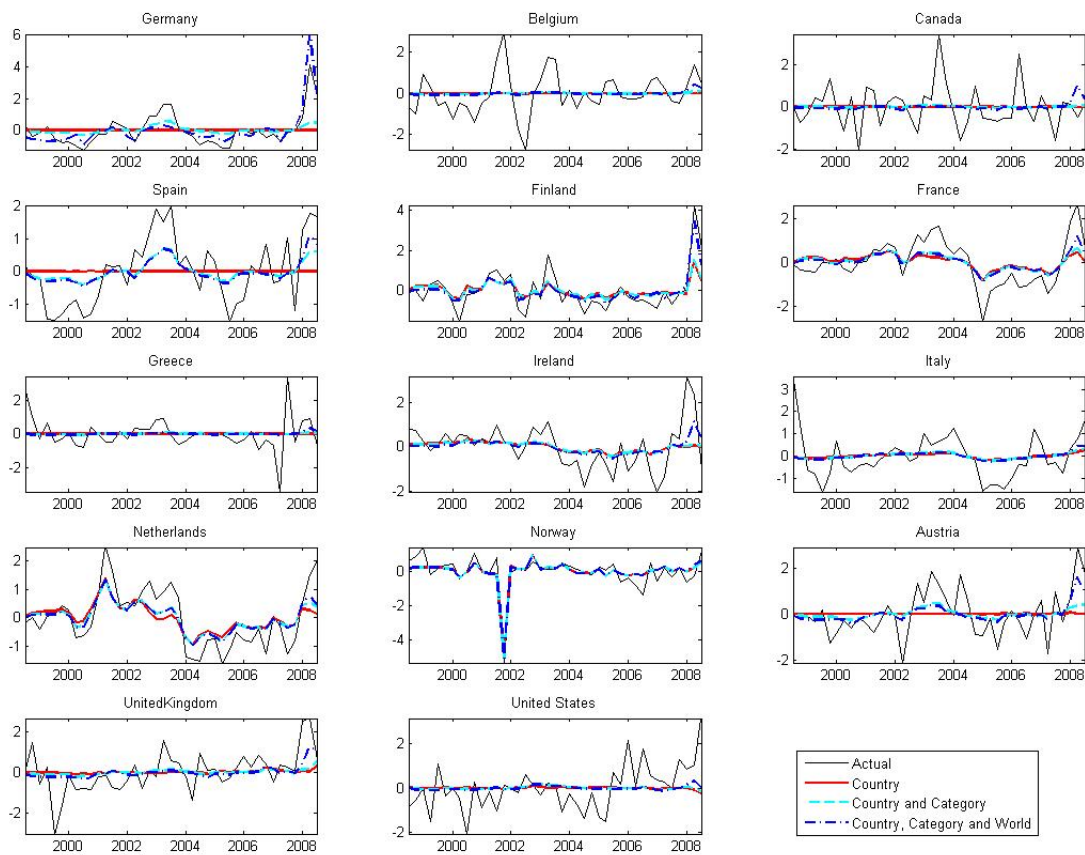 Germany
6
4
2
0
2000 2002 2004 2006 2008
Belgium
2
0
-2
2000 2002 2004 2006 2008
Canada
2
0
-2
2000 2002 2004 2006 2008
Spain
2
1
0
-1
2000 2002 2004 2006 2008
Finland
4
2
0
2000 2002 2004 2006 2008
France
2
0
-2
2000 2002 2004 2006 2008
Greece
2
0
-2
2000 2002 2004 2006 2008
Ireland
2
0
-2
2000 2002 2004 2006 2008
Italy
3
2
1
0
-1
2000 2002 2004 2006 2008
Netherlands
2
1
0
-1
2000 2002 2004 2006 2008
Norway
0
-2
-4
2000 2002 2004 2006 2008
Austria
2
0
-2
2000 2002 2004 2006 2008
UnitedKingdom
2
0
-2
2000 2002 2004 2006 2008
United States
2
0
-2
2000 2002 2004 2006 2008
Actual
Country
Country and Category
Country, Category and World